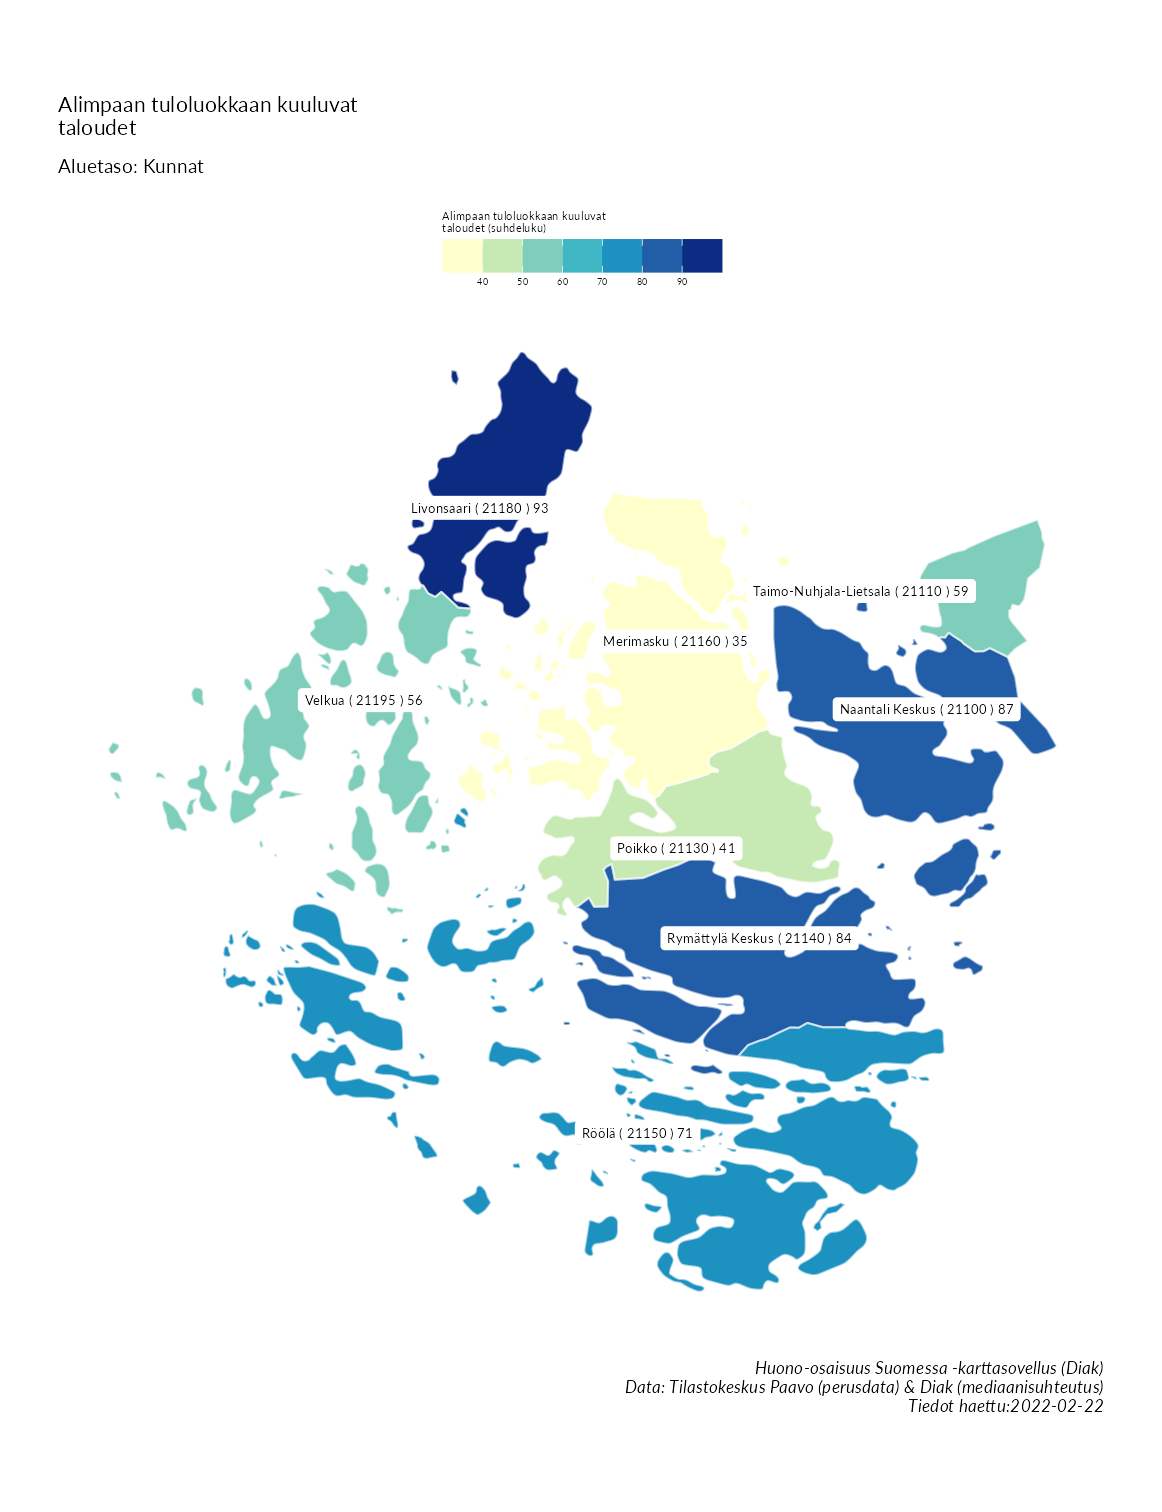 Alimpaan tuloluokkaan kuuluvat
taloudet
Aluetaso: Kunnat
Alimpaan tuloluokkaan kuuluvat
taloudet (suhdeluku)
40 50 60 70 80 90
Livonsaari ( 21180 ) 93
Taimo-Nuhjala-Lietsala ( 21110 ) 59
Merimasku ( 21160 ) 35
Velkua ( 21195 ) 56
Naantali Keskus ( 21100 ) 87
Poikko ( 21130 ) 41
Rymättylä Keskus ( 21140 ) 84
Röölä ( 21150 ) 71
Huono-osaisuus Suomessa -karttasovellus (Diak)
Data: Tilastokeskus Paavo (perusdata) & Diak (mediaanisuhteutus)
Tiedot haettu:2022-02-22